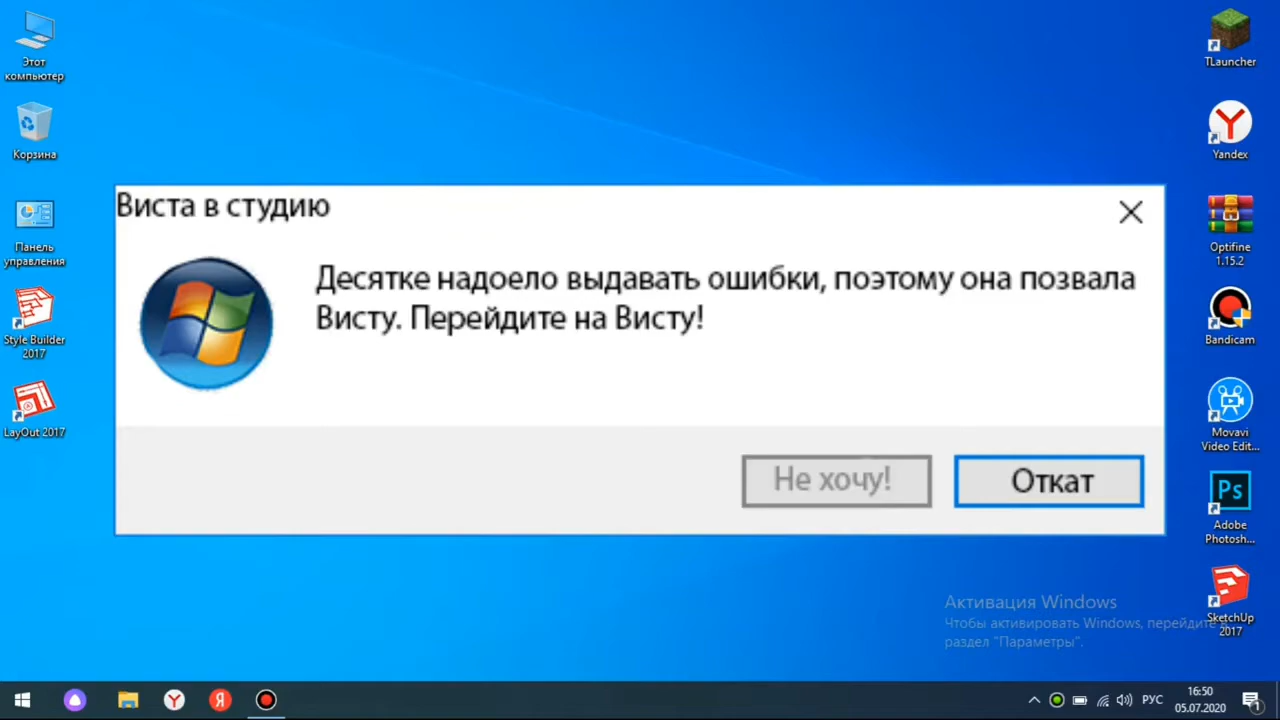 Этот
компьютер
Корзина
Панель
управления
Style Builder
2017
LayOut 2017
Виста в студию
Десятке надоело выдавать ошибки, поэтому она позвала
Висту. Перейдите на Висту!
Не хочу!
Откат
TLauncher
Yandex
Optifine
1.15.2
Bandicam
Movavi
Video Edit...
Ps
Adobe
Photosh...
SketchUp
2017
Активация Windows
Чтобы активировать Windows, перейдите в
раздел "Параметры".
Я
РУС
16:50
05.07.2020
1